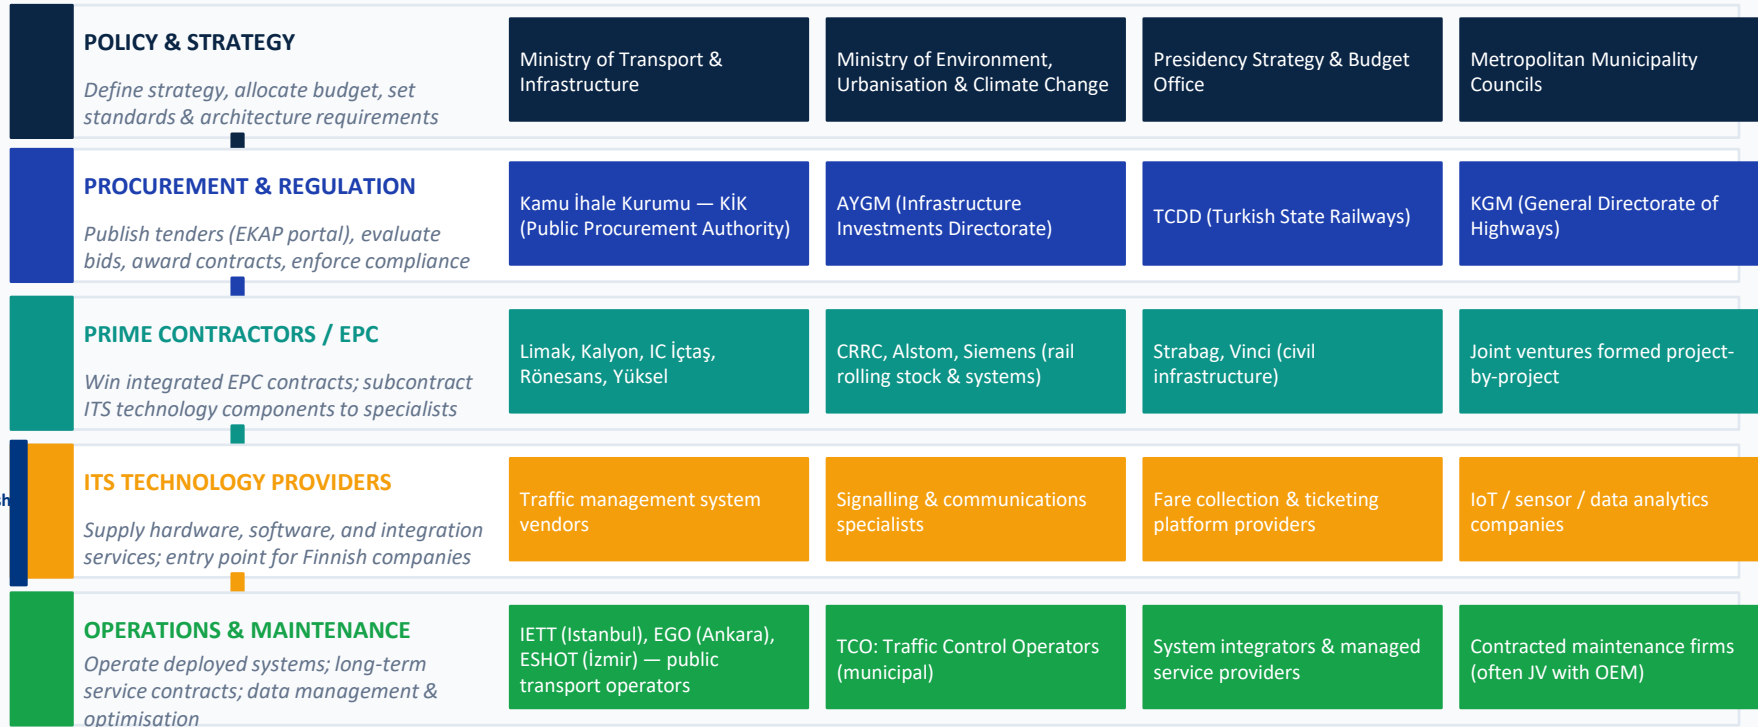 POLICY & STRATEGY
Define strategy, allocate budget, set
standards & architecture requirements
Ministry of Transport &
Infrastructure
Ministry of Environment,
Urbanisation & Climate Change
Presidency Strategy & Budget
Office
Metropolitan Municipality
Councils
PROCUREMENT & REGULATION
Publish tenders (EKAP portal), evaluate
bids, award contracts, enforce compliance
Kamu İhale Kurumu — KİK
(Public Procurement Authority)
AYGM (Infrastructure
Investments Directorate)
TCDD (Turkish State Railways)
KGM (General Directorate of
Highways)
PRIME CONTRACTORS / EPC
Win integrated EPC contracts; subcontract
ITS technology components to specialists
Limak, Kalyon, IC İçtaş,
Rönesans, Yüksel
CRRC, Alstom, Siemens (rail
rolling stock & systems)
Strabag, Vinci (civil
infrastructure)
Joint ventures formed project-
by-project
ITS TECHNOLOGY PROVIDERS
Supply hardware, software, and integration
services; entry point for Finnish companies
Traffic management system
vendors
Signalling & communications
specialists
Fare collection & ticketing
platform providers
IoT / sensor / data analytics
companies
OPERATIONS & MAINTENANCE
Operate deployed systems; long-term
service contracts; data management &
optimisation
IETT (Istanbul), EGO (Ankara),
ESHOT (İzmir) — public
transport operators
TCO: Traffic Control Operators
(municipal)
System integrators & managed
service providers
Contracted maintenance firms
(often JV with OEM)